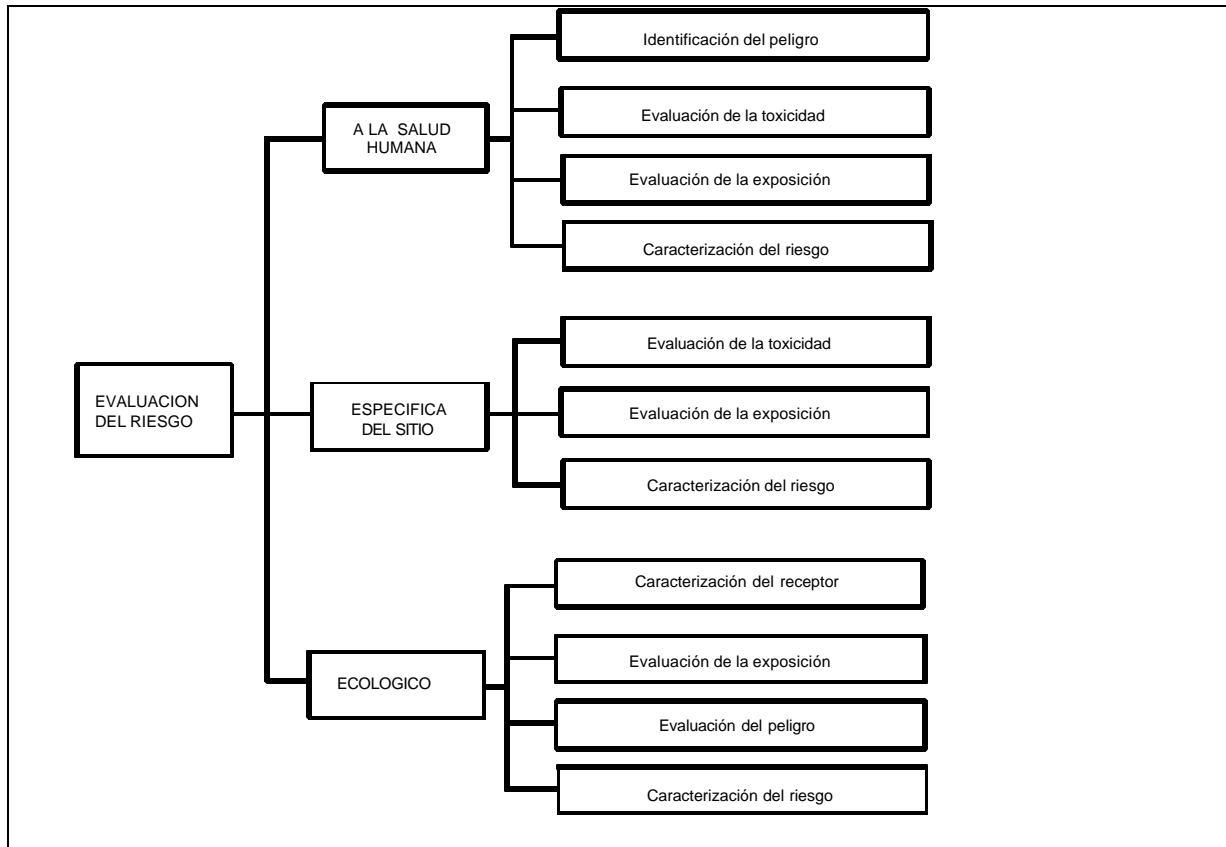 Identificación del peligro
A LA SALUD
HUMANA
Evaluación de la toxicidad
Evaluación de la exposición
Caracterización del riesgo
EVALUACION
DEL RIESGO
ESPECIFICA
DEL SITIO
Evaluación de la toxicidad
Evaluación de la exposición
Caracterización del riesgo
ECOLOGICO
Caracterización del receptor
Evaluación de la exposición
Evaluación del peligro
Caracterización del riesgo